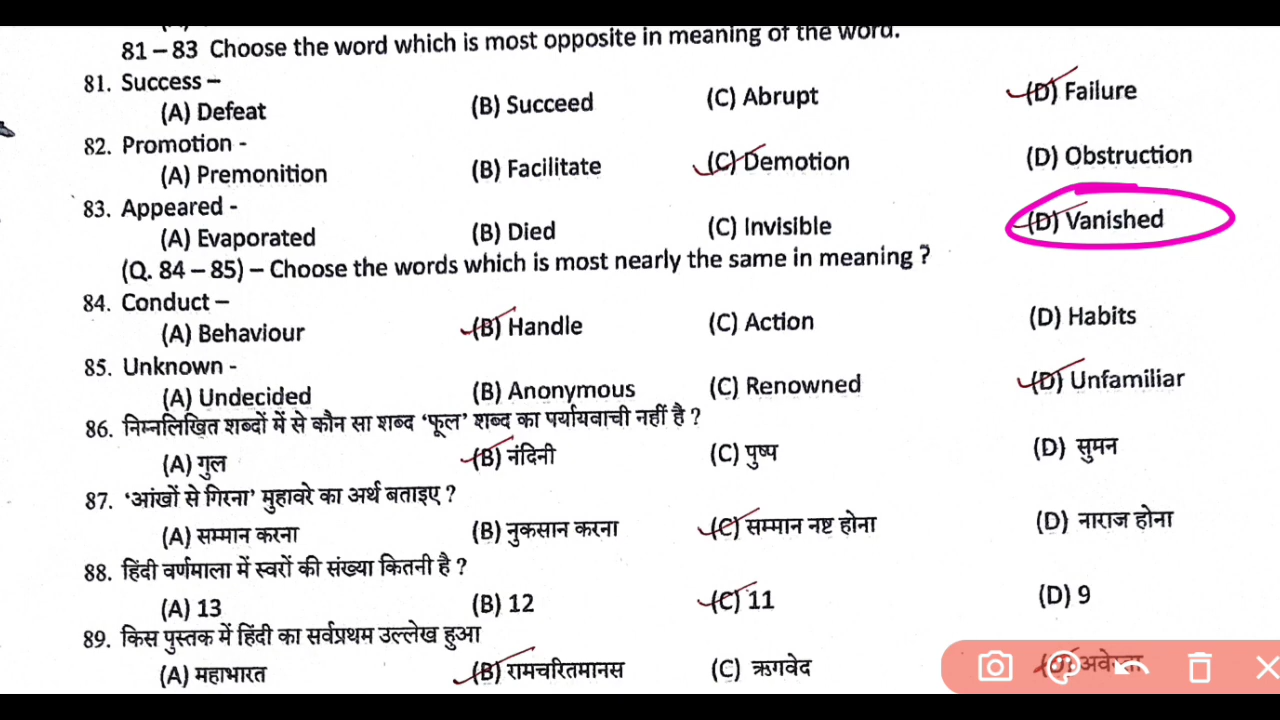 81 – 83 Choose the word which is most opposite in meaning of the word.
81. Success –
(A) Defeat (B) Succeed (C) Abrupt (D) Failure
82. Promotion -
(A) Premonition (B) Facilitate (C) Demotion (D) Obstruction
83. Appeared -
(A) Evaporated (B) Died (C) Invisible (D) Vanished
(Q. 84 – 85) – Choose the words which is most nearly the same in meaning ?
84. Conduct –
(A) Behaviour (B) Handle (C) Action (D) Habits
85. Unknown -
(A) Undecided (B) Anonymous (C) Renowned (D) Unfamiliar
86. निम्नलिखित शब्दों में से कौन सा शब्द ‘फूल’ शब्द का पर्यायवाची नहीं है ?
(A) गुल (B) नंदिनी (C) पुष्प (D) सुमन
87. ‘आंखों से गिरना’ मुहावरे का अर्थ बताइए ?
(A) सम्मान करना (B) नुकसान करना (C) सम्मान नष्ट होना (D) नाराज होना
88. हिंदी वर्णमाला में स्वरों की संख्या कितनी है ?
(A) 13 (B) 12 (C) 11 (D) 9
89. किस पुस्तक में हिंदी का सर्वप्रथम उल्लेख हुआ
(A) महाभारत (B) रामचरितमानस (C) ऋगवेद (D) अवेस्ता